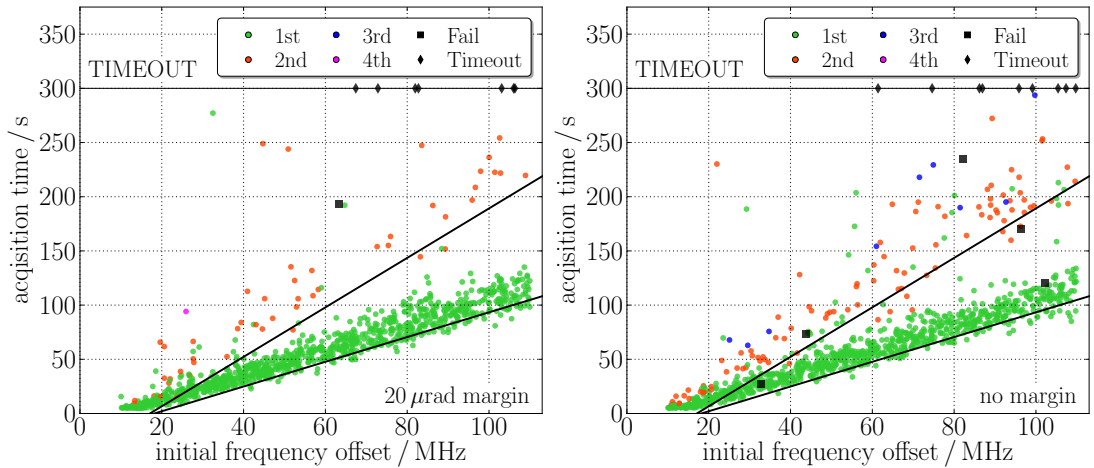 350
300
250
200
150
100
50
0
acquisition time / s
TIMEOUT
1st 3rd Fail
2nd 4th Timeout
20 μrad margin
0 20 40 60 80 100
initial frequency offset / MHz
350
300
250
200
150
100
50
0
acquisition time / s
TIMEOUT
1st 3rd Fail
2nd 4th Timeout
no margin
0 20 40 60 80 100
initial frequency offset / MHz